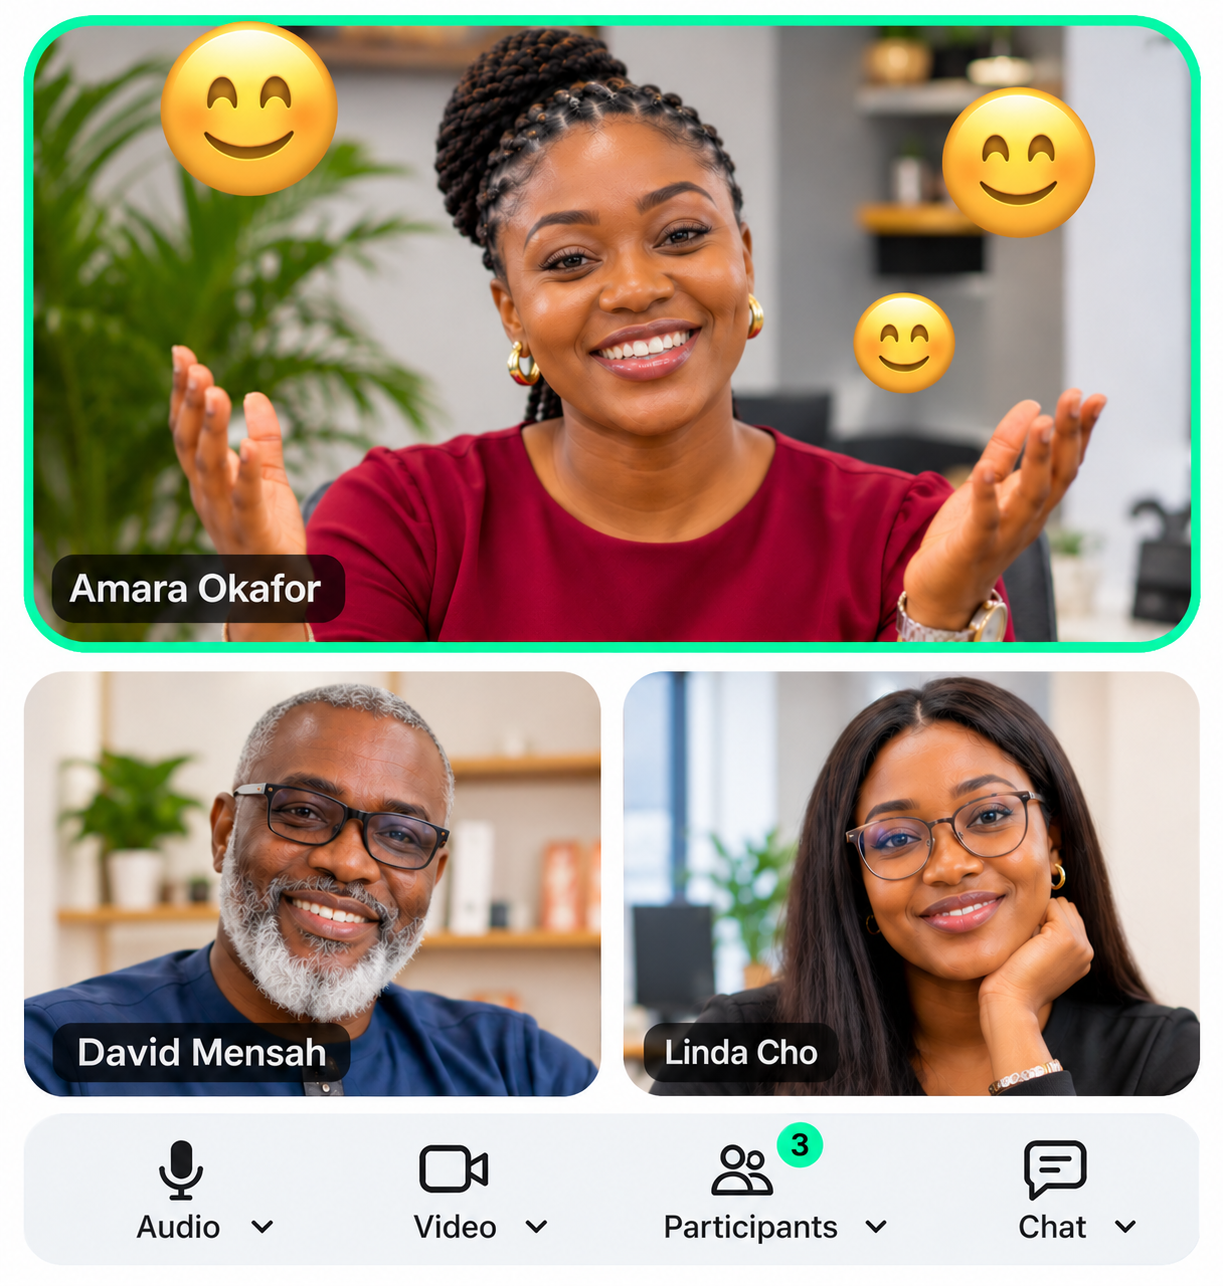 Amara Okafor
David Mensah
Linda Cho
3
Audio
Video
Participants
Chat